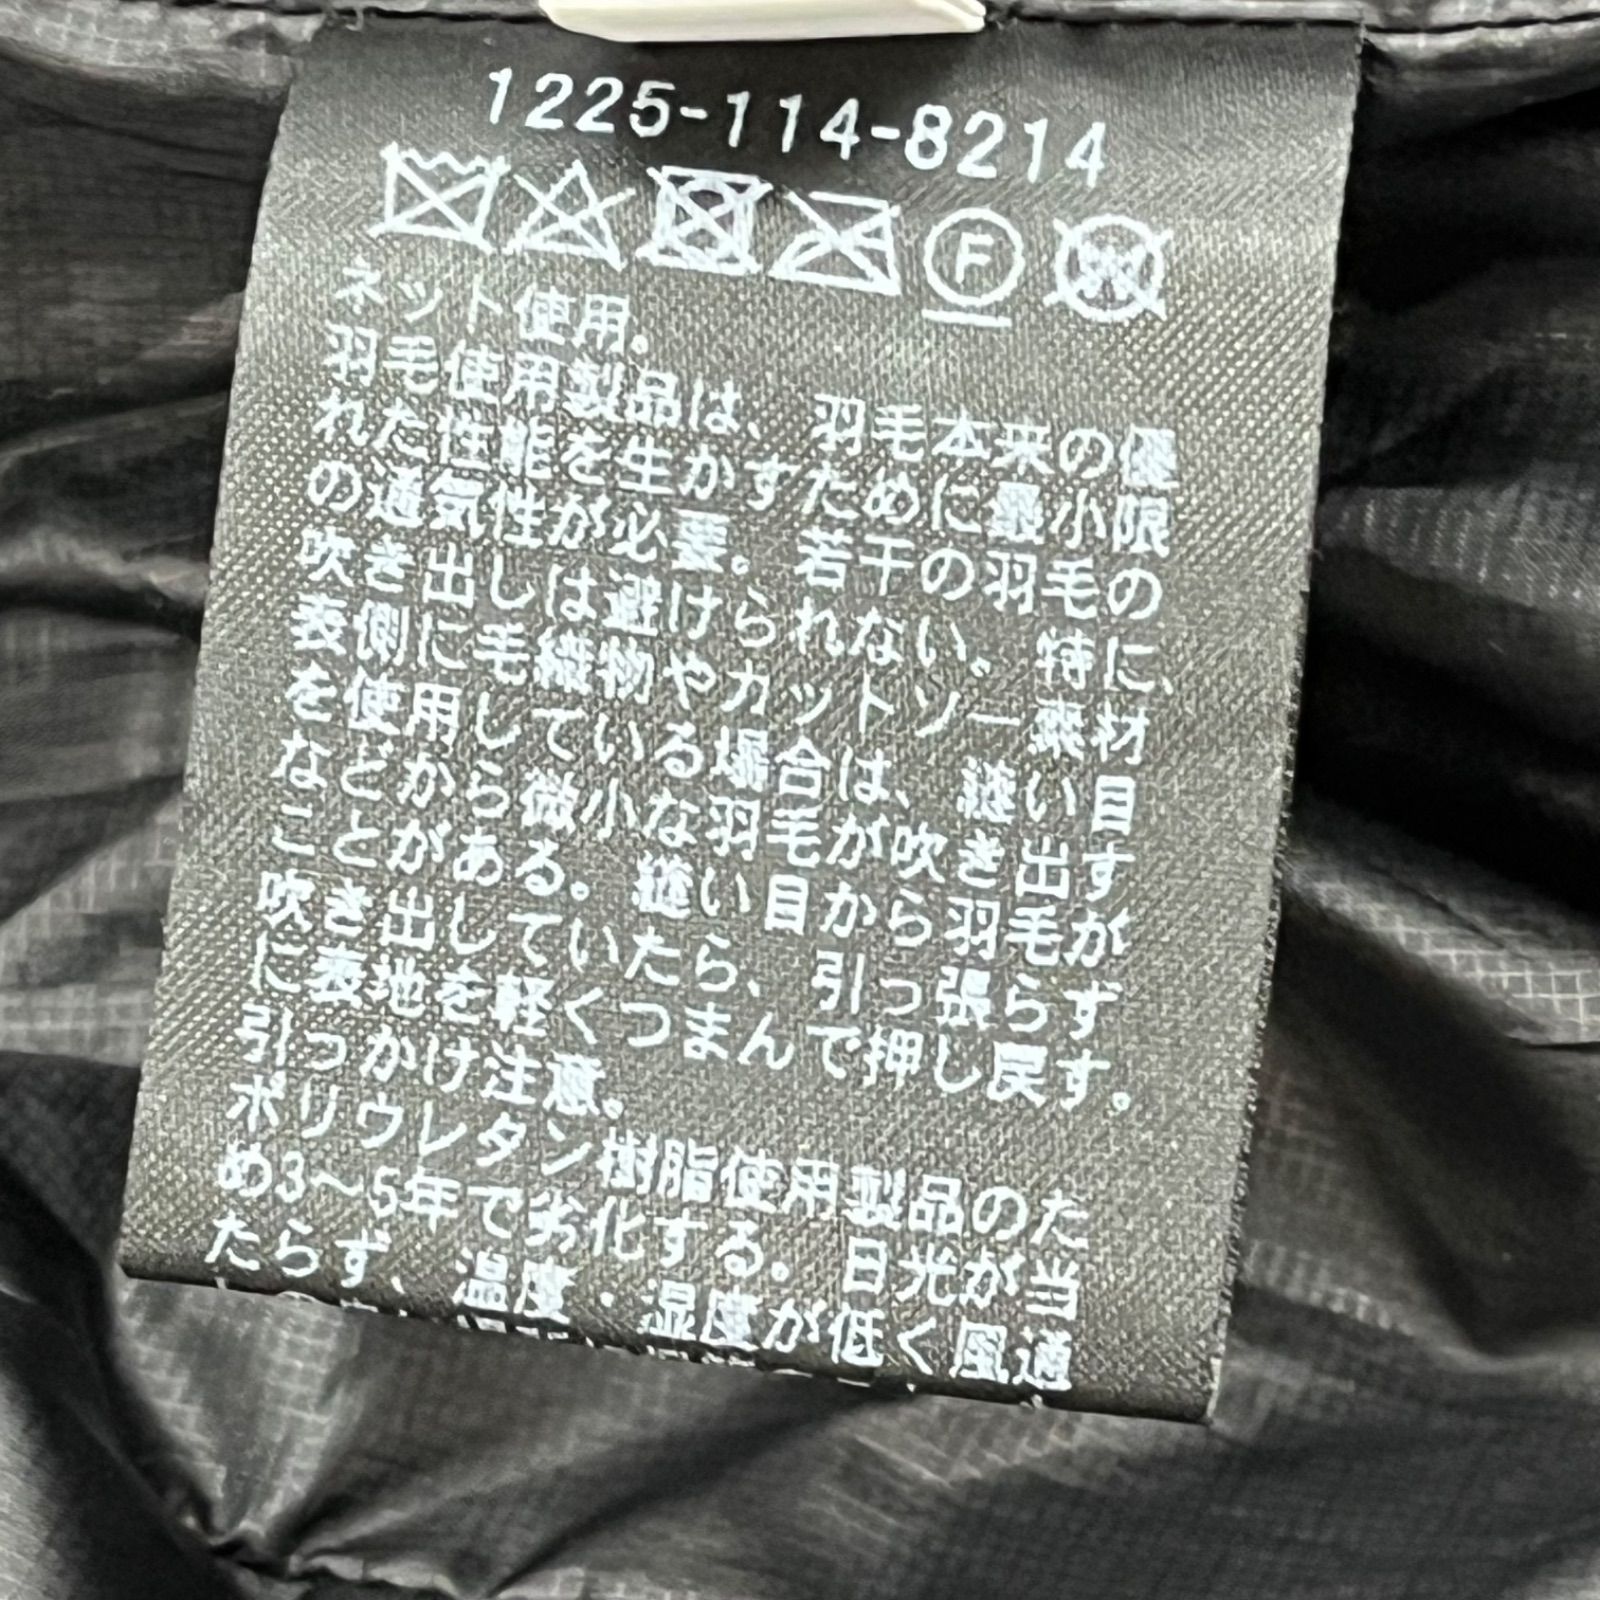 1225-114-8214
F
ネット使用。
羽毛使用製品は、羽毛本来の優
れた性能を生かすために最小限
の通気性が必要。若干の羽毛の
吹き出しは避けられない。特に、
表側に毛織物やカットソー素材
を使用している場合は、縫い目
などから微小な羽毛が吹き出す
ことがある。縫い目から羽毛が
吹き出していたら、引っ張らず
に表地を軽くつまんで押し戻す。
引っかけ注意。
ポリウレタン樹脂使用製品のた
め3～5年で劣化する。日光が当
たらず、温度・湿度が低く風通